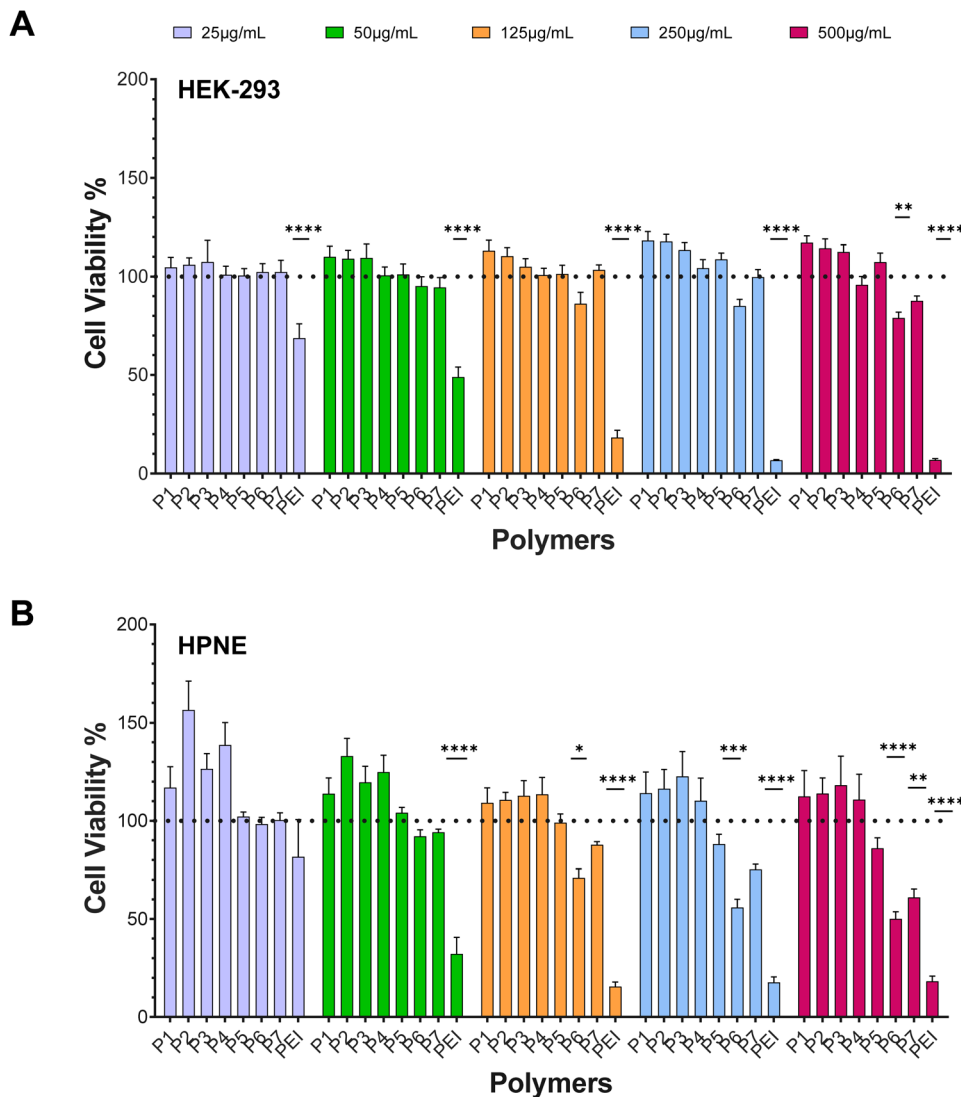 A
25µg/mL 50µg/mL 125µg/mL 250µg/mL 500µg/mL
HEK-293
Cell Viability %
200
150
100
50
0
**** **** **** **** ** ****
P1 P2 P3 P4 P5 P6 P7 PEI P1 P2 P3 P4 P5 P6 P7 PEI P1 P2 P3 P4 P5 P6 P7 PEI P1 P2 P3 P4 P5 P6 P7 PEI P1 P2 P3 P4 P5 P6 P7 PEI
Polymers
B
HPNE
Cell Viability %
200
150
100
50
0
**** * **** *** **** **** ** ****
P1 P2 P3 P4 P5 P6 P7 PEI P1 P2 P3 P4 P5 P6 P7 PEI P1 P2 P3 P4 P5 P6 P7 PEI P1 P2 P3 P4 P5 P6 P7 PEI P1 P2 P3 P4 P5 P6 P7 PEI
Polymers